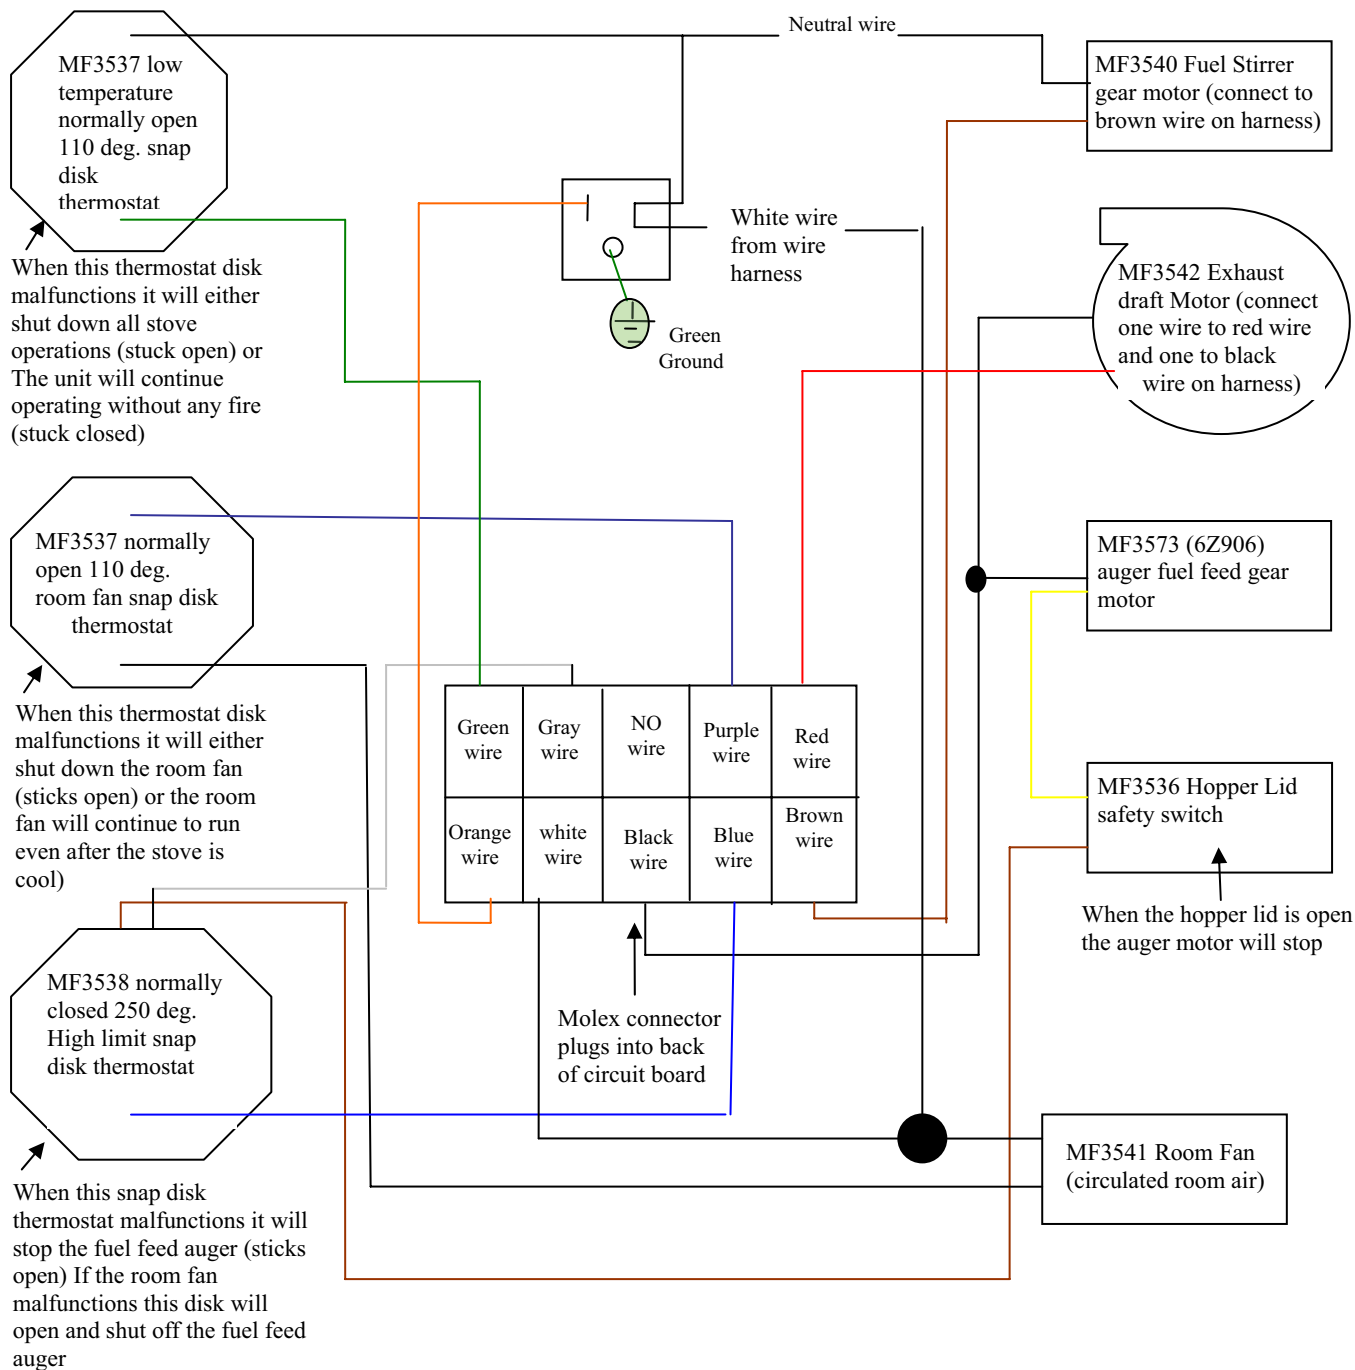 Neutral wire
MF3537 low
temperature
normally open
110 deg. snap
disk
thermostat
MF3540 Fuel Stirrer
gear motor (connect to
brown wire on harness)
White wire
from wire
harness
Green
Ground
When this thermostat disk
malfunctions it will either
shut down all stove
operations (stuck open) or
The unit will continue
operating without any fire
(stuck closed)
MF3542 Exhaust
draft Motor (connect
one wire to red wire
and one to black
wire on harness)
MF3537 normally
open 110 deg.
room fan snap disk
thermostat
MF3573 (6Z906)
auger fuel feed gear
motor
When this thermostat disk
malfunctions it will either
shut down the room fan
(sticks open) or the room
fan will continue to run
even after the stove is
cool)
Green
wire
Gray
wire
NO
wire
Purple
wire
Red
wire
Orange
wire
white
wire
Black
wire
Blue
wire
Brown
wire
MF3536 Hopper Lid
safety switch
When the hopper lid is open
the auger motor will stop
MF3538 normally
closed 250 deg.
High limit snap
disk thermostat
Molex connector
plugs into back
of circuit board
MF3541 Room Fan
(circulated room air)
When this snap disk
thermostat malfunctions it will
stop the fuel feed auger (sticks
open) If the room fan
malfunctions this disk will
open and shut off the fuel feed
auger